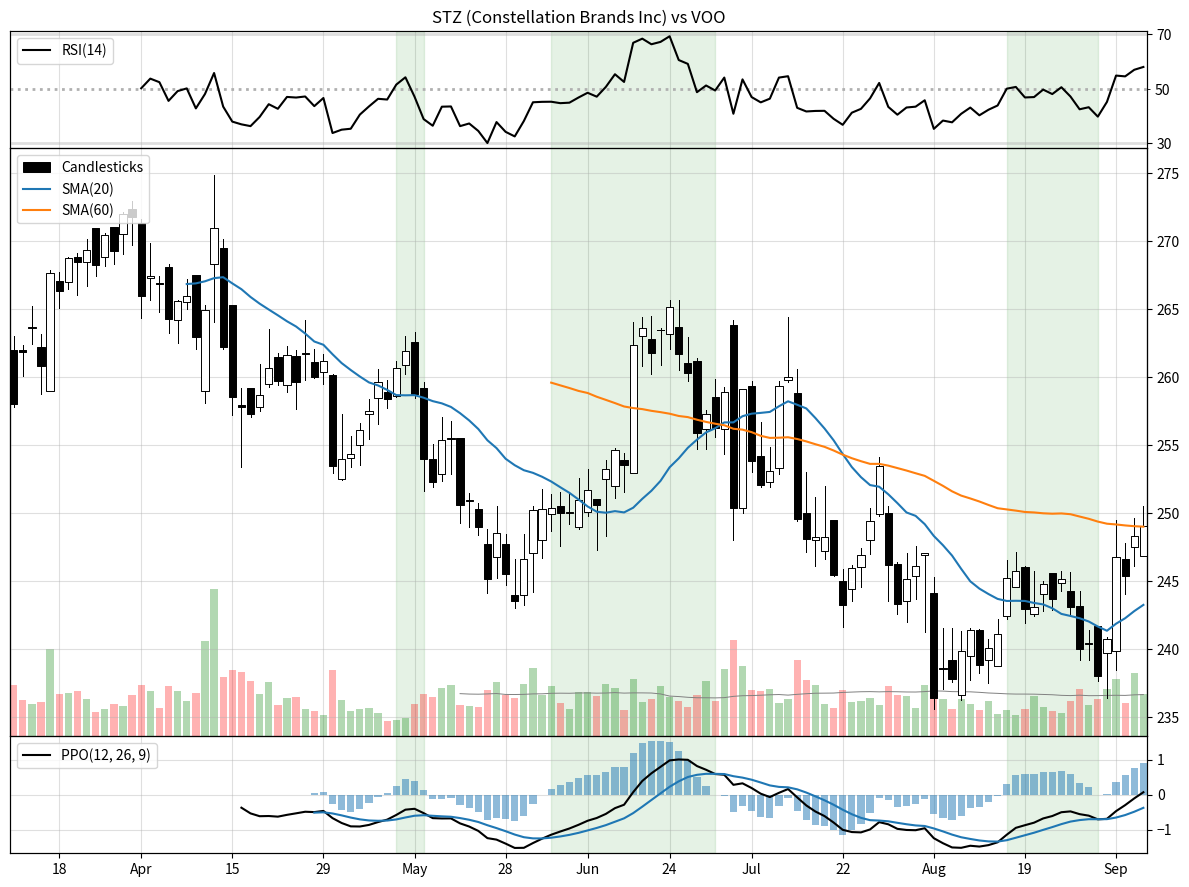 STZ (Constellation Brands Inc) vs VOO
RSI(14)
70
50
30
Candlesticks
SMA(20)
SMA(60)
275
270
265
260
255
250
245
240
235
PPO(12, 26, 9)
1
0
−1
18 Apr 15 29 May 28 Jun 24 Jul 22 Aug 19 Sep